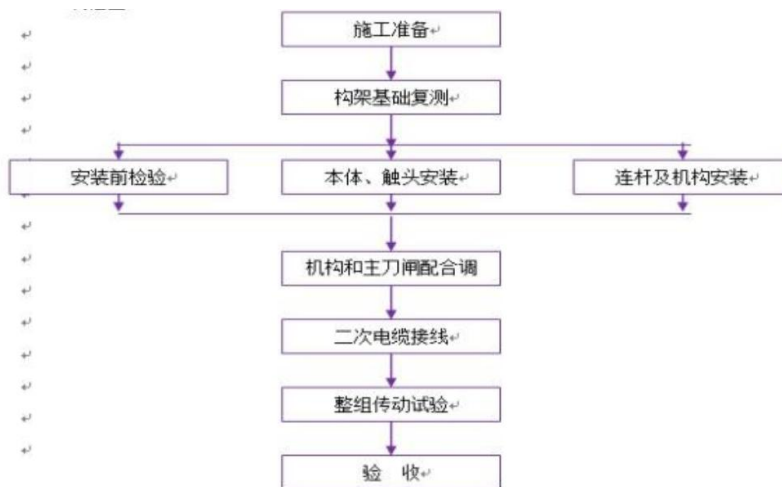 施工准备
构架基础复测
安装前检验
本体、触头安装
连杆及机构安装
机构和主刀闸配合调
二次电缆接线
整组传动试验
验 收